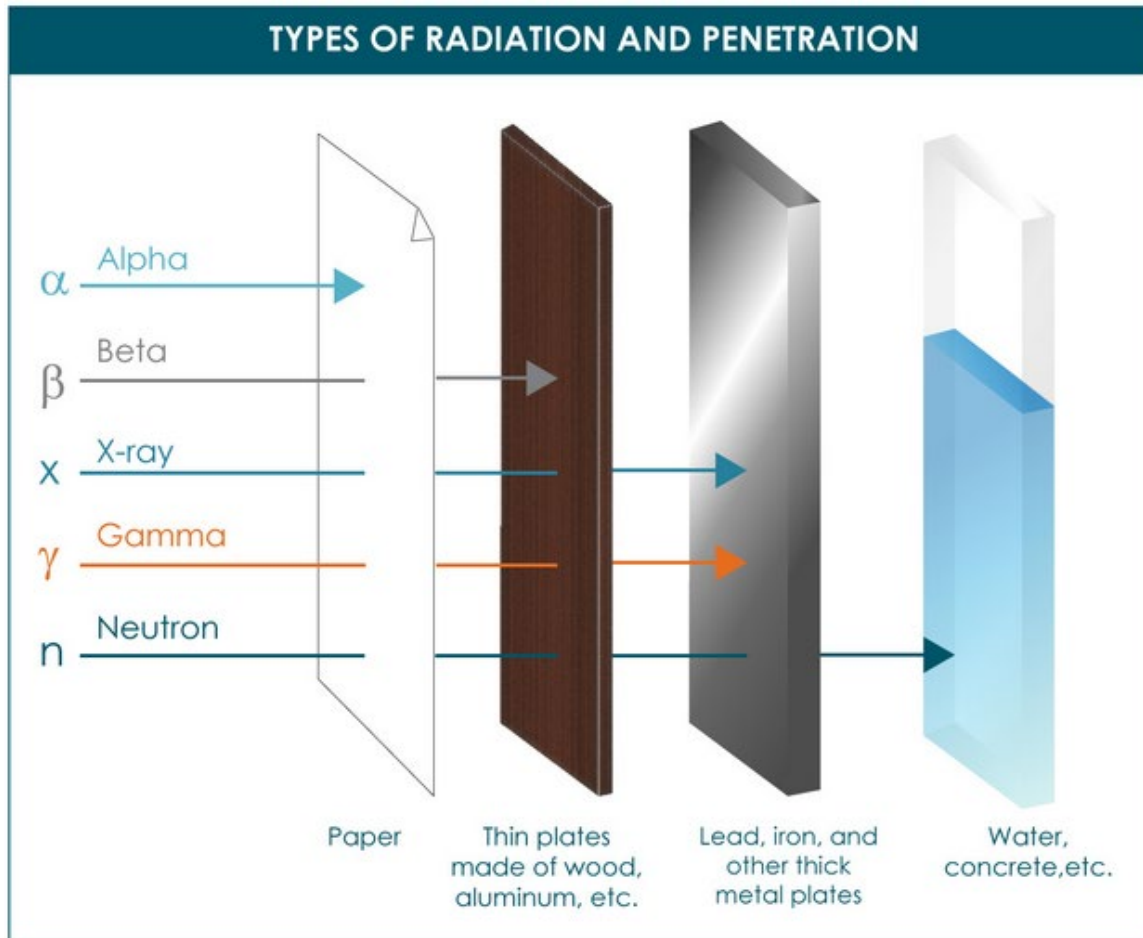 TYPES OF RADIATION AND PENETRATION
α Alpha
β Beta
x X-ray
γ Gamma
n Neutron
Paper
Thin plates
made of wood,
aluminum, etc.
Lead, iron, and
other thick
metal plates
Water,
concrete,etc.